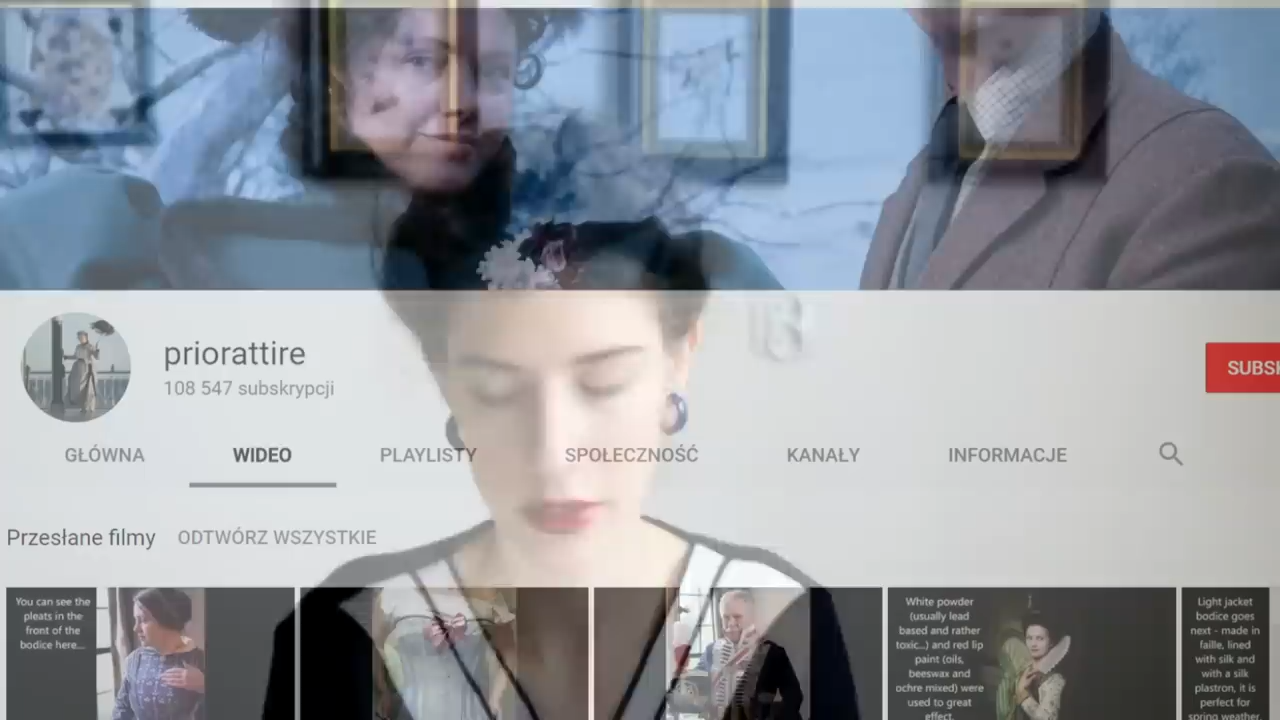 priorattire
108 547 subskrypcji
SUBS
GŁÓWNA
WIDEO
PLAYLISTY
SPOŁECZNOŚĆ
KANAŁY
INFORMACJE
Przesłane filmy
ODTWÓRZ WSZYSTKIE
You can see the
pleats in the
front of the
bodice here...
White powder
(usually lead
based and rather
toxic...) and red lip
paint (oils,
beeswax and
ochre mixed) were
used to great
effect.
Light jacket
bodice goes
next - made in
faille, lined
with silk and
with a silk
plastron, it is
perfect for
spring weather.